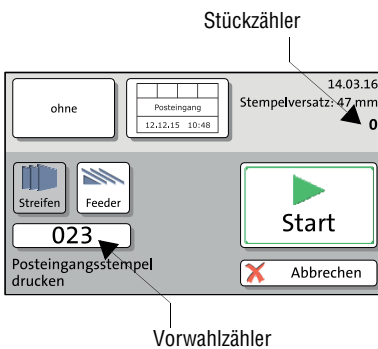 Stückzähler
14.03.16
ohne
Posteingang
12.12.15 10:48
Stempelversatz: 47 mm
0
Streifen
Feeder
023
Posteingangsstempel
drucken
Start
Abbrechen
Vorwahlzähler